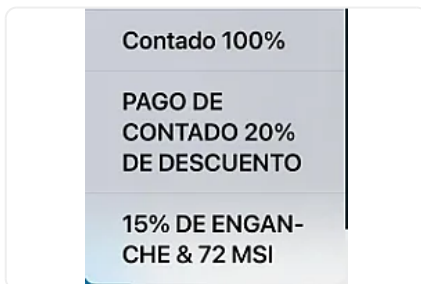 Contado 100%
PAGO DE
CONTADO 20%
DE DESCUENTO
15% DE ENGAN-
CHE & 72 MSI